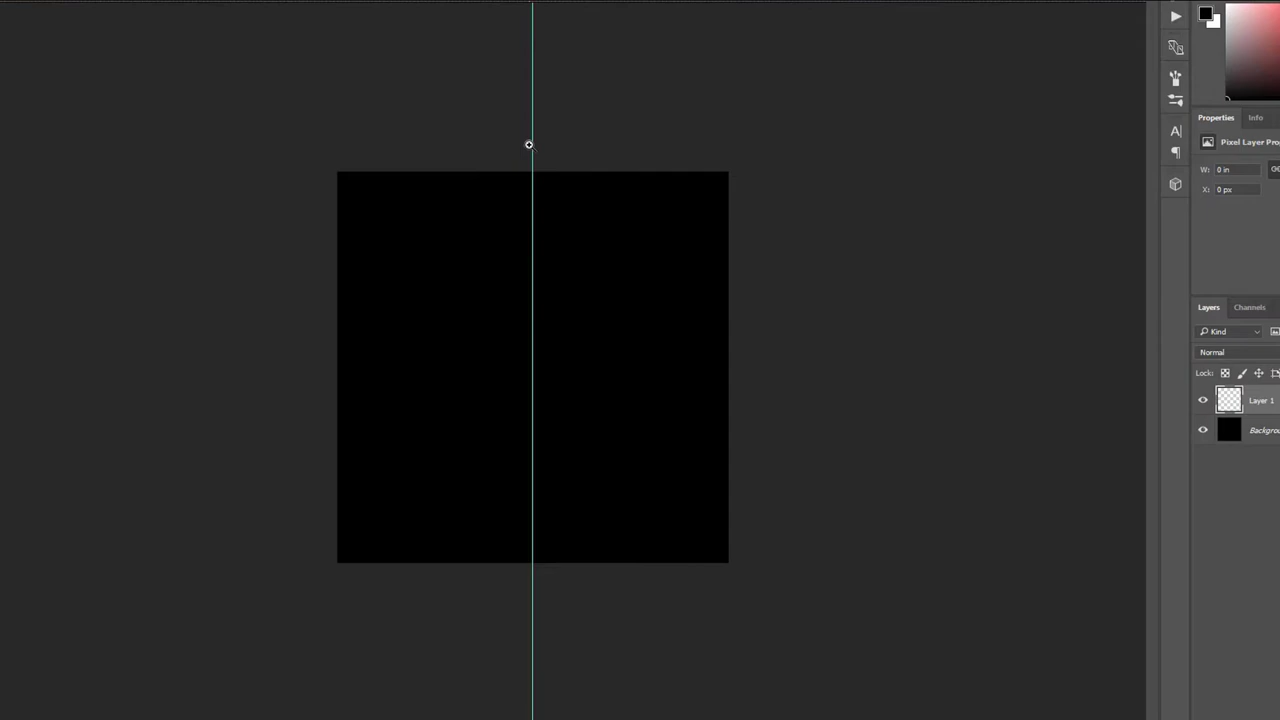 Properties Info
Pixel Layer Pro
W: 0 in
X: 0 px
Layers Channels
Kind
Normal
Lock:
Layer 1
Backgrou